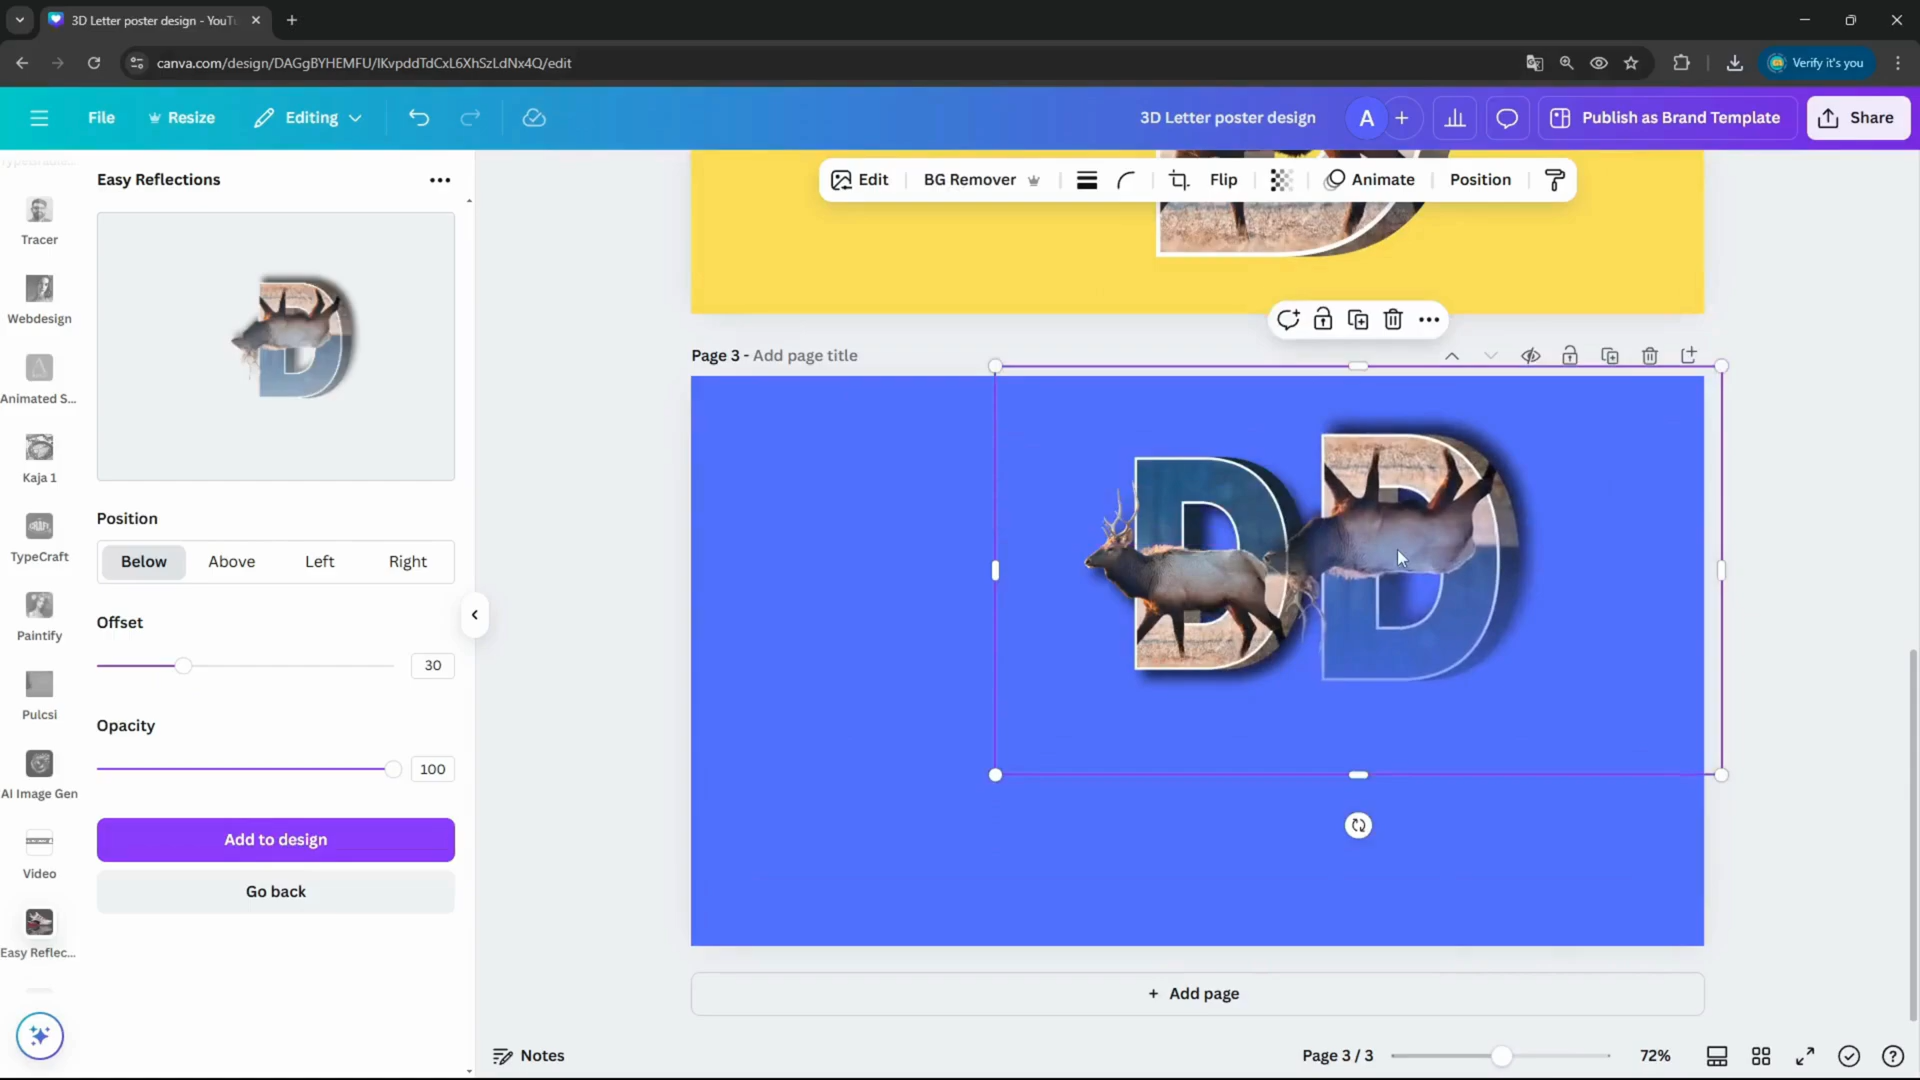 3D Letter poster design - YouT
canva.com/design/DAGgBYHEMFU/IKvpddTdCxL6XhSzLdNx4Q/edit
Verify it's you
File
Resize
Editing
3D Letter poster design
A
Publish as Brand Template
Share
Easy Reflections
Edit
BG Remover
Flip
Animate
Position
Tracer
Webdesign
Animated S...
Kaja 1
TypeCraft
Paintify
Pulcsi
AI Image Gen
Video
Easy Reflec...
Position
Below
Above
Left
Right
Offset
30
Opacity
100
Add to design
Go back
Page 3 - Add page title
D D
+ Add page
Notes
Page 3 / 3
72%